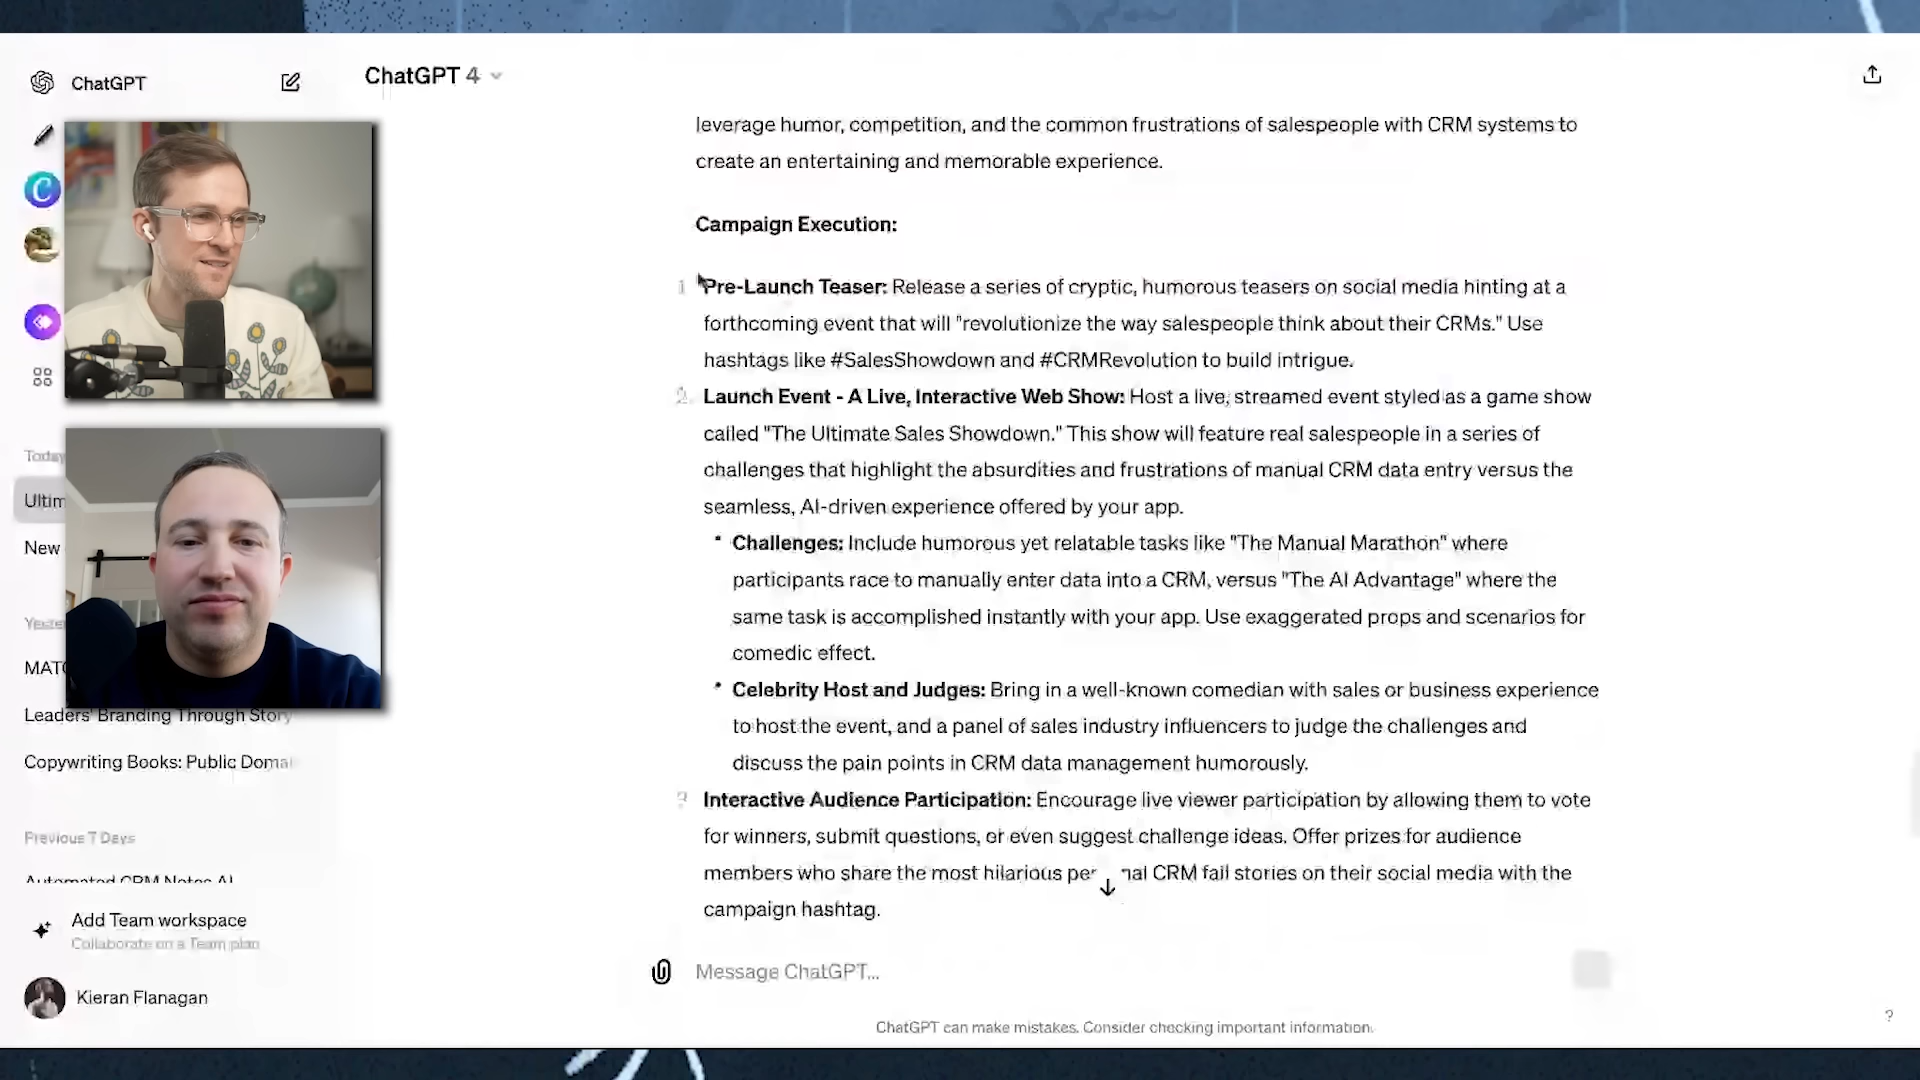 ChatGPT
ChatGPT 4
leverage humor, competition, and the common frustrations of salespeople with CRM systems to
create an entertaining and memorable experience.
Campaign Execution:
1 Pre-Launch Teaser: Release a series of cryptic, humorous teasers on social media hinting at a
forthcoming event that will "revolutionize the way salespeople think about their CRMs." Use
hashtags like #SalesShowdown and #CRMRevolution to build intrigue.
2. Launch Event - A Live, Interactive Web Show: Host a live, streamed event styled as a game show
called "The Ultimate Sales Showdown." This show will feature real salespeople in a series of
challenges that highlight the absurdities and frustrations of manual CRM data entry versus the
seamless, AI-driven experience offered by your app.
• Challenges: Include humorous yet relatable tasks like "The Manual Marathon" where
participants race to manually enter data into a CRM, versus "The AI Advantage" where the
same task is accomplished instantly with your app. Use exaggerated props and scenarios for
comedic effect.
• Celebrity Host and Judges: Bring in a well-known comedian with sales or business experience
to host the event, and a panel of sales industry influencers to judge the challenges and
discuss the pain points in CRM data management humorously.
3 Interactive Audience Participation: Encourage live viewer participation by allowing them to vote
for winners, submit questions, or even suggest challenge ideas. Offer prizes for audience
members who share the most hilarious per nal CRM fail stories on their social media with the
campaign hashtag.
Today
Ultim
New
Yester
MATC
Leaders' Branding Through Story
Copywriting Books: Public Domai
Previous 7 Days
Automated CRM Notes AI
Add Team workspace
Collaborate on a Team plan
Kieran Flanagan
Message ChatGPT...
ChatGPT can make mistakes. Consider checking important information.
?